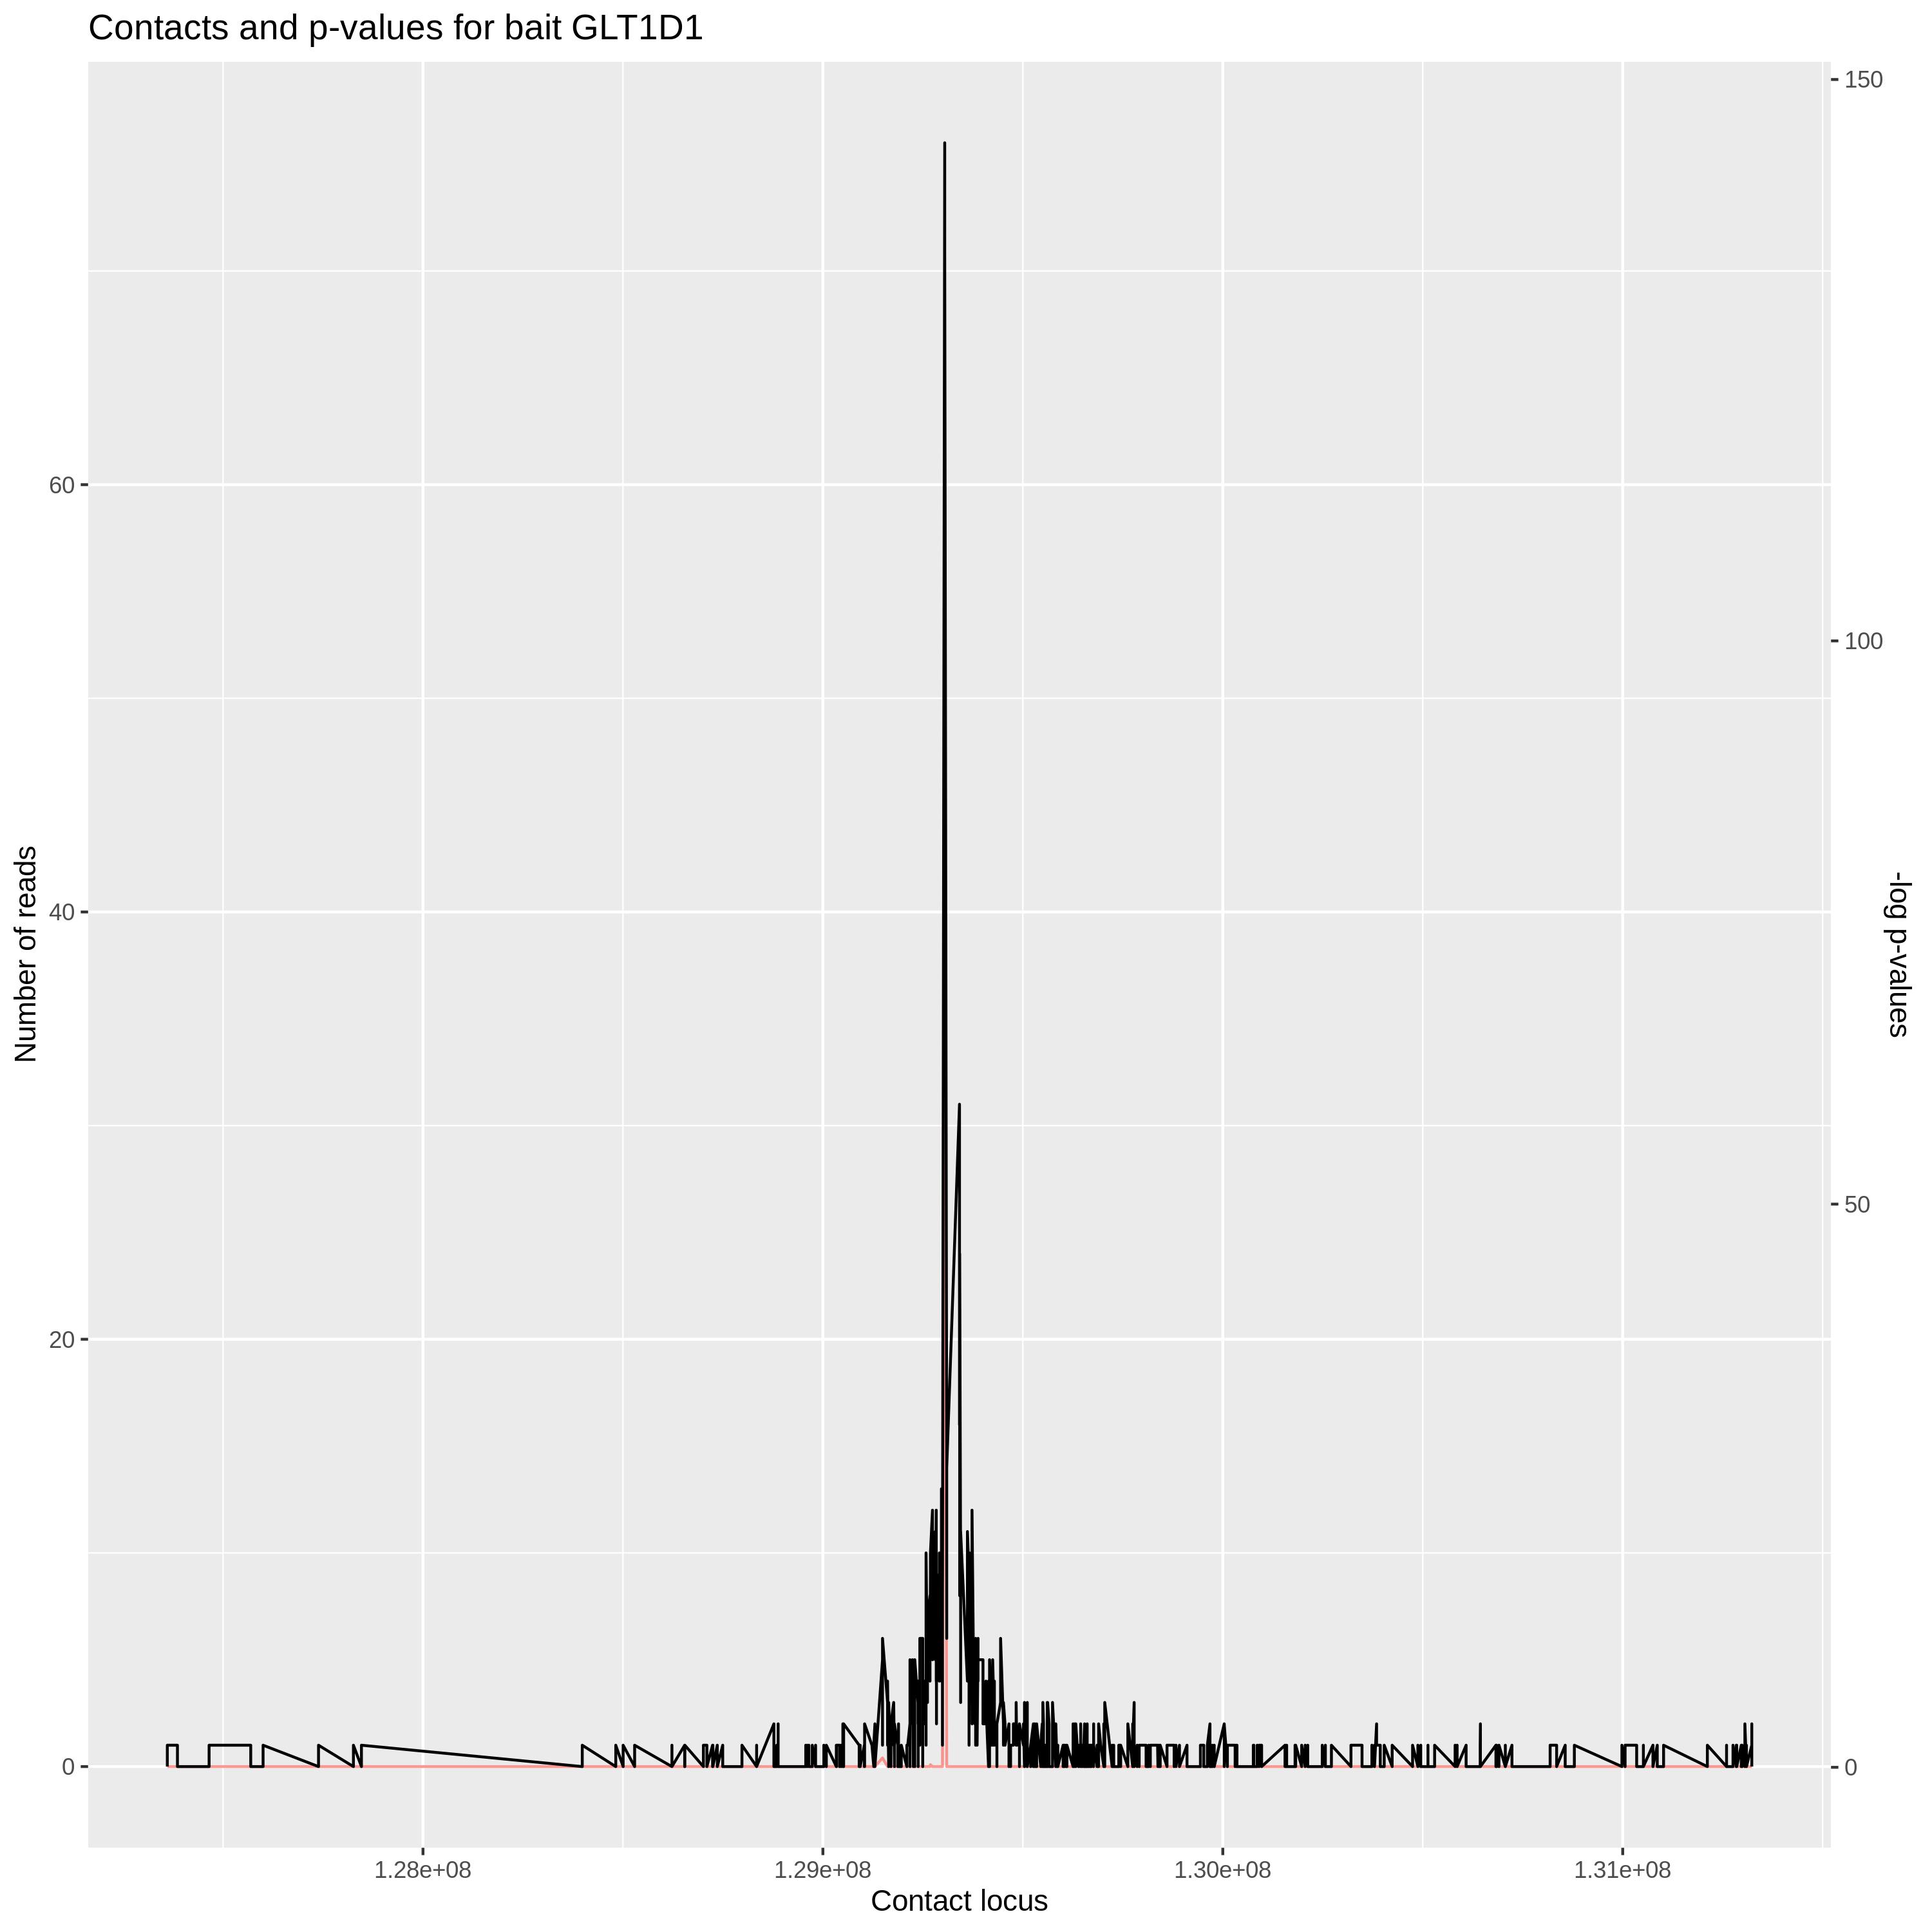 Contacts and p-values for bait GLT1D1
150
60
100
Number of reads
40
-log p-values
50
20
0
0
1.28e+08
1.29e+08
1.30e+08
1.31e+08
Contact locus